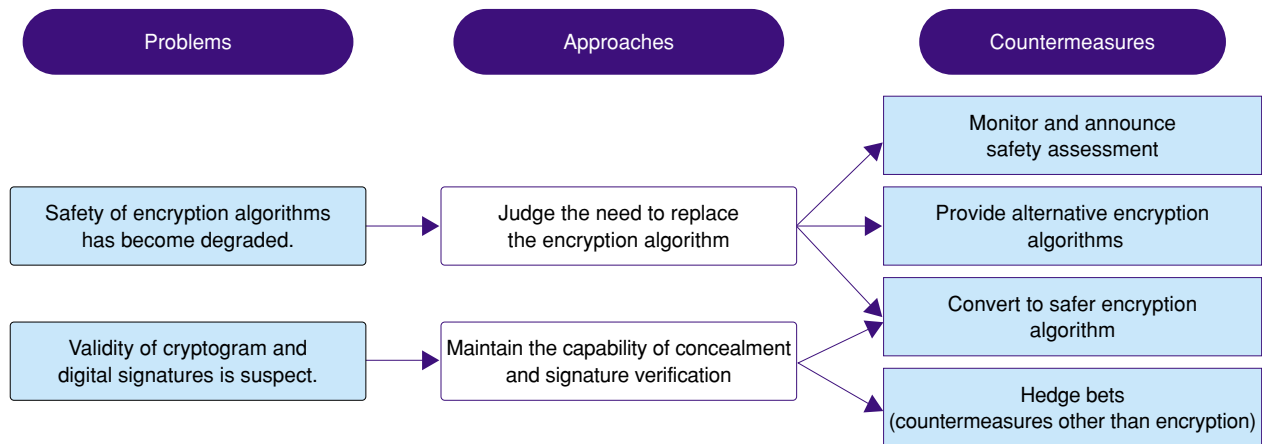 Problems
Approaches
Countermeasures
Monitor and announce
safety assessment
Safety of encryption algorithms
has become degraded.
Judge the need to replace
the encryption algorithm
Provide alternative encryption
algorithms
Convert to safer encryption
algorithm
Validity of cryptogram and
digital signatures is suspect.
Maintain the capability of concealment
and signature verification
Hedge bets
(countermeasures other than encryption)